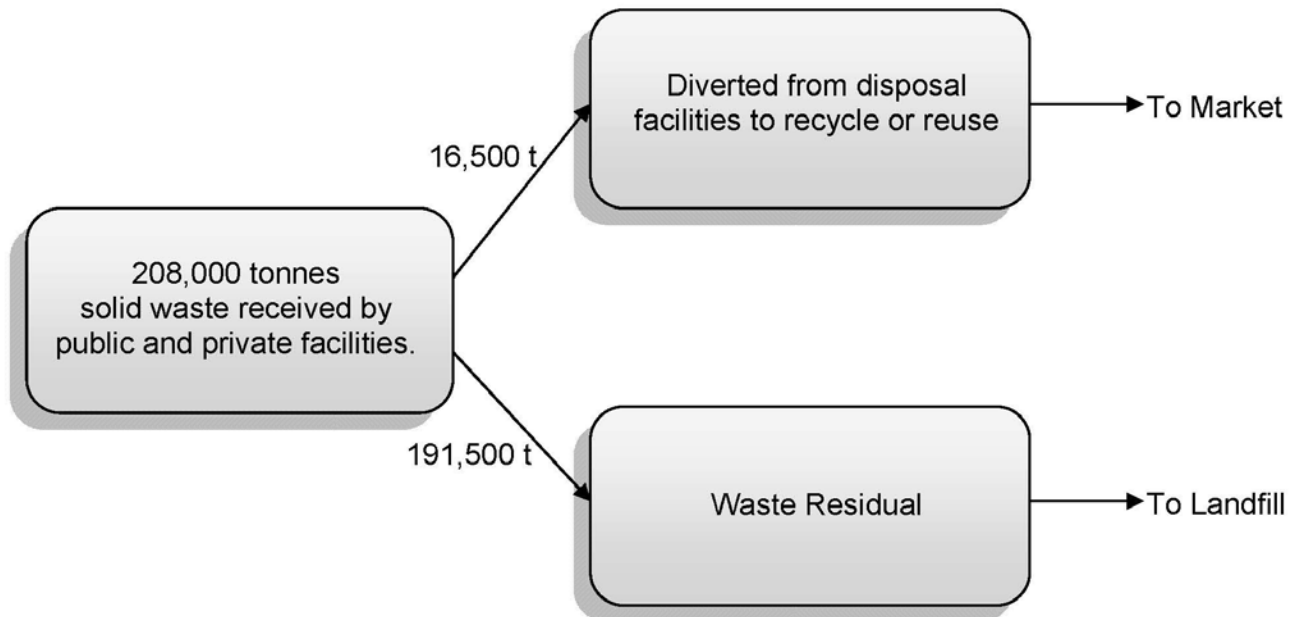 208,000 tonnes
solid waste received by
public and private facilities.
16,500 t
Diverted from disposal
facilities to recycle or reuse
To Market
191,500 t
Waste Residual
To Landfill